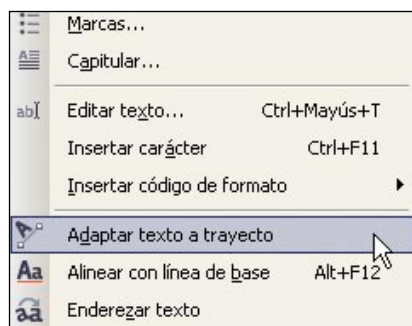 Marcas...
Capitular...
Editar texto... Ctrl+Mayús+T
Insertar carácter Ctrl+F11
Insertar código de formato
Adaptar texto a trayecto
Alinear con línea de base Alt+F12
Enderezar texto